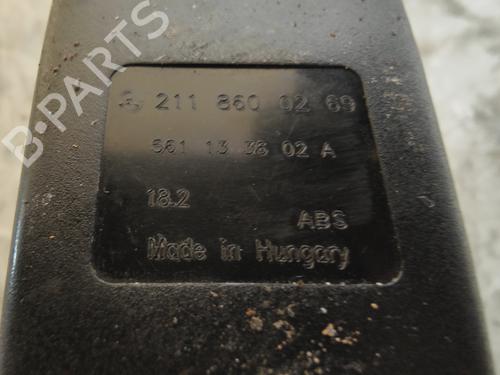 B-PARTS
211 860 02 69
561 13 38 02 A
18.2
ABS
Made in Hungary